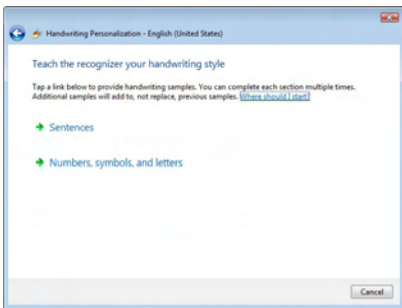 Handwriting Personalization - English (United States)
Teach the recognizer your handwriting style
Tap a link below to provide handwriting samples. You can complete each section multiple times.
Additional samples will add to, not replace, previous samples. Where should I start?
Sentences
Numbers, symbols, and letters
Cancel